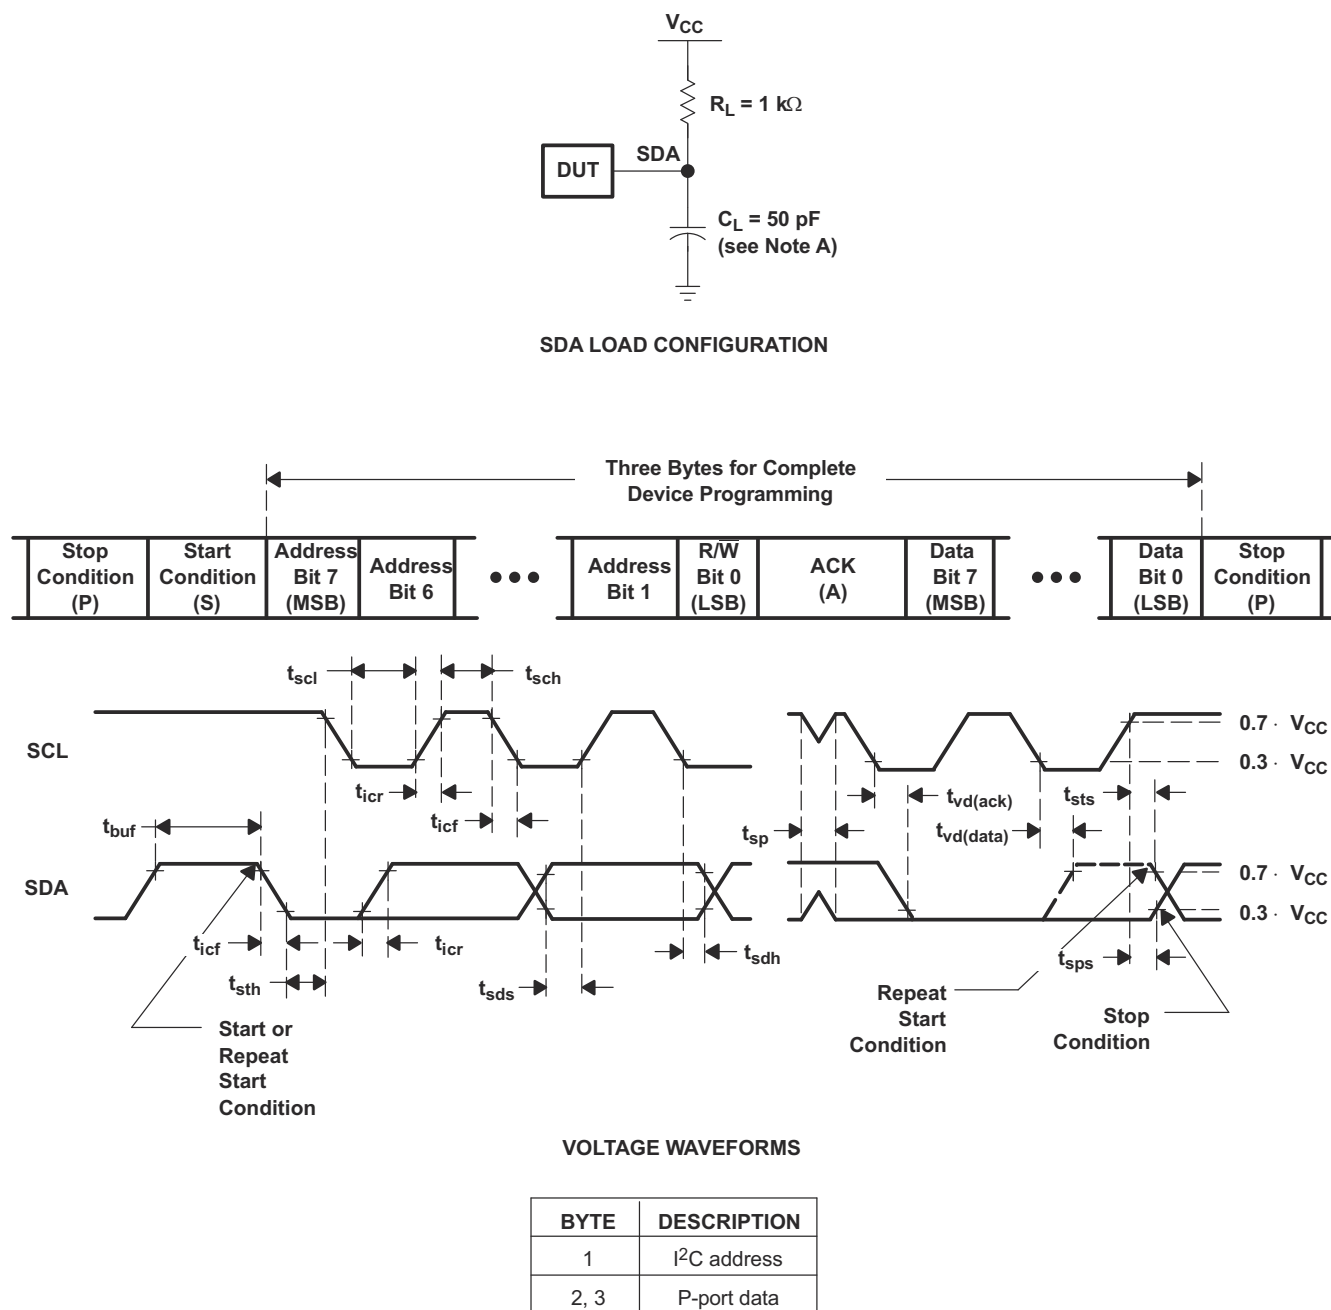 VCC
RL = 1 kΩ
DUT
SDA
CL = 50 pF
(see Note A)
SDA LOAD CONFIGURATION
Three Bytes for Complete
Device Programming
Stop
Condition
(P)
Start
Condition
(S)
Address
Bit 7
(MSB)
Address
Bit 6
•••
Address
Bit 1
R/W̅
Bit 0
(LSB)
ACK
(A)
Data
Bit 7
(MSB)
•••
Data
Bit 0
(LSB)
Stop
Condition
(P)
tscl
tsch
SCL
0.7 · VCC
0.3 · VCC
ticr
ticf
tvd(ack)
tsts
tbuf
tsp
tvd(data)
SDA
0.7 · VCC
0.3 · VCC
ticf
ticr
tsdh
tsps
tsth
tsds
Start or
Repeat
Start
Condition
Repeat
Start
Condition
Stop
Condition
VOLTAGE WAVEFORMS
BYTE DESCRIPTION
1 I²C address
2, 3 P-port data